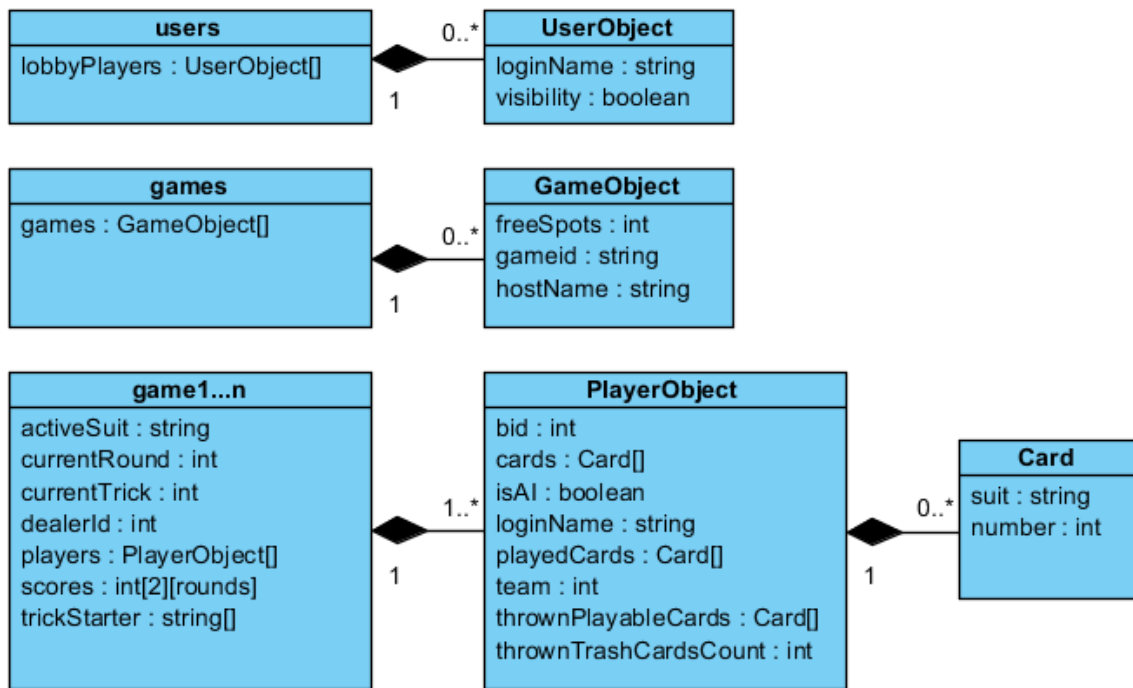 users
lobbyPlayers : UserObject[]
0..*
1
UserObject
loginName : string
visibility : boolean
games
games : GameObject[]
0..*
1
GameObject
freeSpots : int
gameid : string
hostName : string
game1...n
activeSuit : string
currentRound : int
currentTrick : int
dealerId : int
players : PlayerObject[]
scores : int[2][rounds]
trickStarter : string[]
1..*
1
PlayerObject
bid : int
cards : Card[]
isAI : boolean
loginName : string
playedCards : Card[]
team : int
thrownPlayableCards : Card[]
thrownTrashCardsCount : int
0..*
1
Card
suit : string
number : int